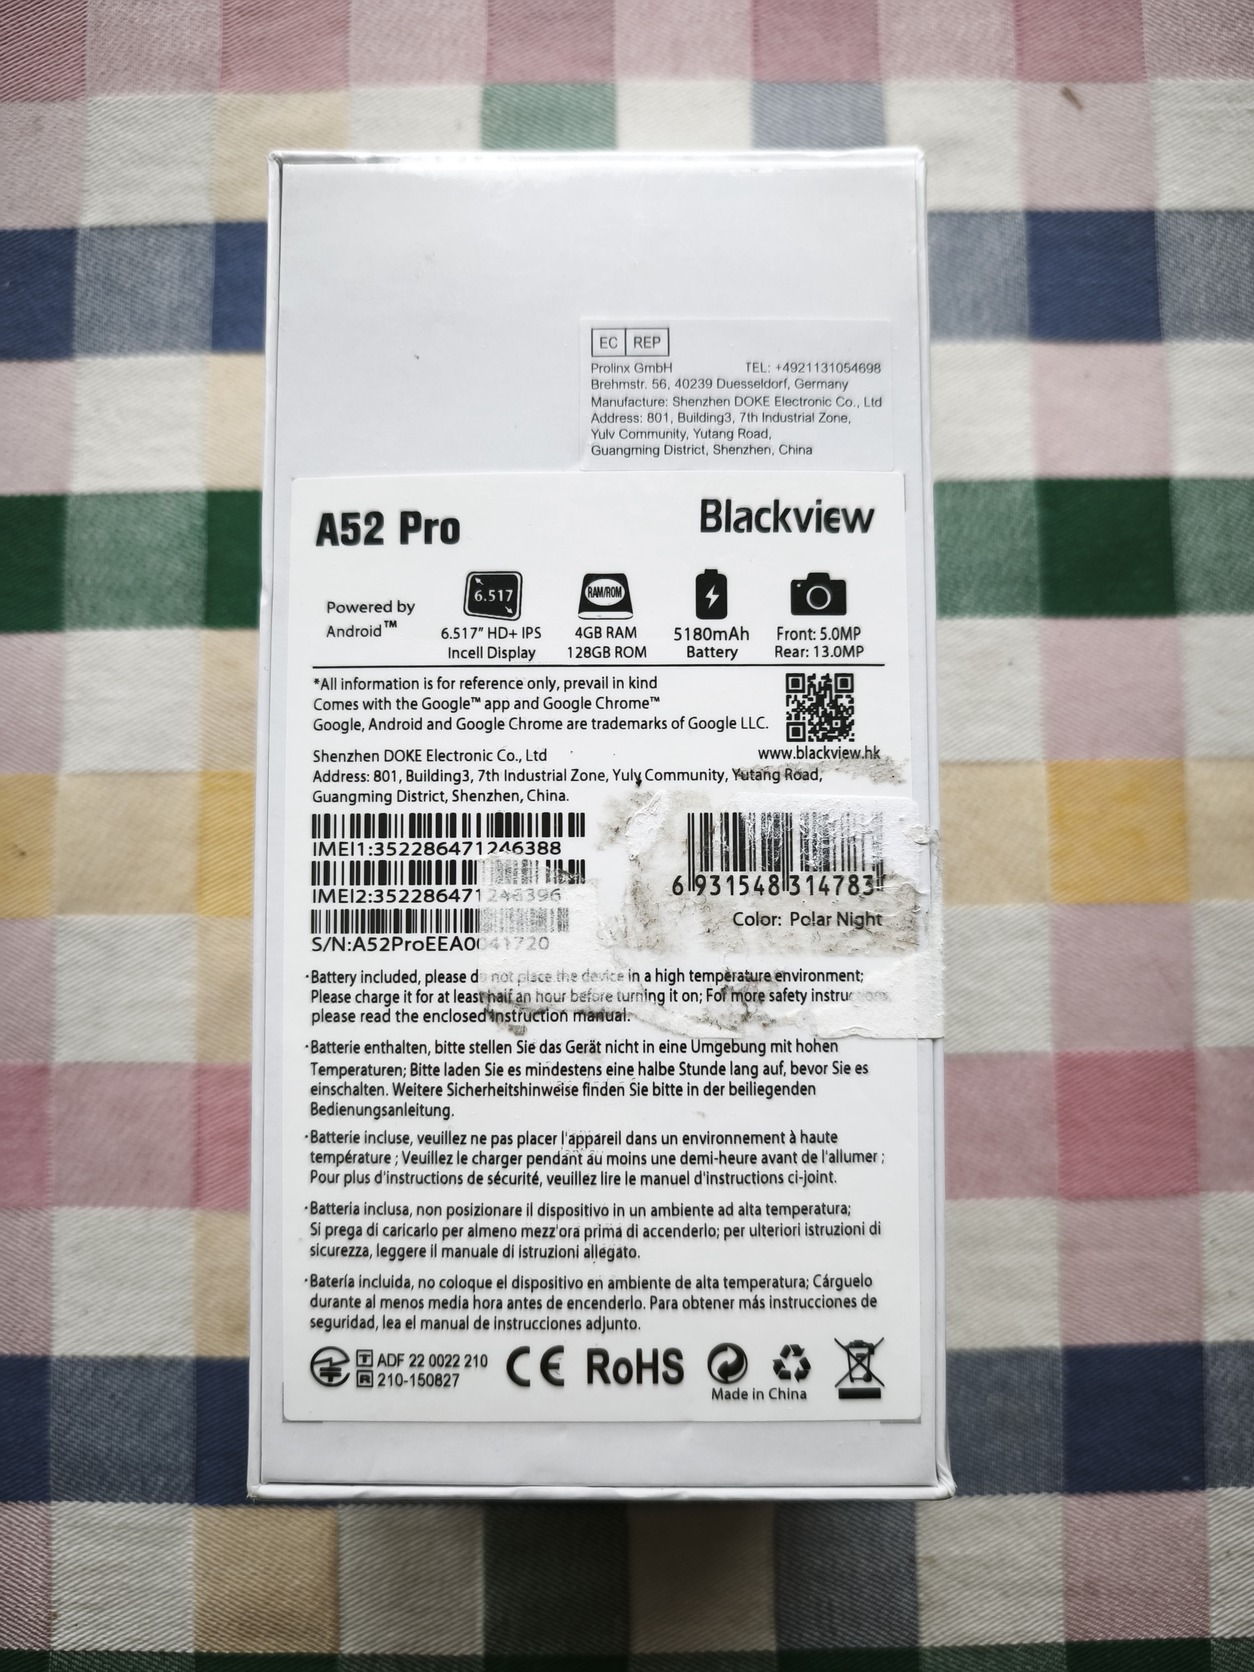 EC REP
Prolinx GmbH TEL: +4921131054698
Brehmstr. 56, 40239 Duesseldorf, Germany
Manufacture: Shenzhen DOKE Electronic Co., Ltd
Address: 801, Building3, 7th Industrial Zone,
Yulv Community, Yutang Road,
Guangming District, Shenzhen, China
A52 Pro Blackview
Powered by
Android™
6.517
6.517" HD+ IPS
Incell Display
RAM/ROM
4GB RAM
128GB ROM
5180mAh
Battery
Front: 5.0MP
Rear: 13.0MP
*All information is for reference only, prevail in kind
Comes with the Google™ app and Google Chrome™
Google, Android and Google Chrome are trademarks of Google LLC.
www.blackview.hk
Shenzhen DOKE Electronic Co., Ltd
Address: 801, Building3, 7th Industrial Zone, Yulv Community, Yutang Road,
Guangming District, Shenzhen, China.
IMEI1:352286471246388
IMEI2:352286471246396
S/N:A52ProEEA0041720
6 931548 314783
Color: Polar Night
·Battery included, please do not place the device in a high temperature environment;
Please charge it for at least half an hour before turning it on; For more safety instructions,
please read the enclosed instruction manual.
·Batterie enthalten, bitte stellen Sie das Gerät nicht in eine Umgebung mit hohen
Temperaturen; Bitte laden Sie es mindestens eine halbe Stunde lang auf, bevor Sie es
einschalten. Weitere Sicherheitshinweise finden Sie bitte in der beiliegenden
Bedienungsanleitung.
·Batterie incluse, veuillez ne pas placer l'appareil dans un environnement à haute
température ; Veuillez le charger pendant au moins une demi-heure avant de l'allumer ;
Pour plus d'instructions de sécurité, veuillez lire le manuel d'instructions ci-joint.
·Batteria inclusa, non posizionare il dispositivo in un ambiente ad alta temperatura;
Si prega di caricarlo per almeno mezz'ora prima di accenderlo; per ulteriori istruzioni di
sicurezza, leggere il manuale di istruzioni allegato.
·Batería incluida, no coloque el dispositivo en ambiente de alta temperatura; Cárguelo
durante al menos media hora antes de encenderlo. Para obtener más instrucciones de
seguridad, lea el manual de instrucciones adjunto.
T ADF 22 0022 210
R 210-150827
CE RoHS
Made in China